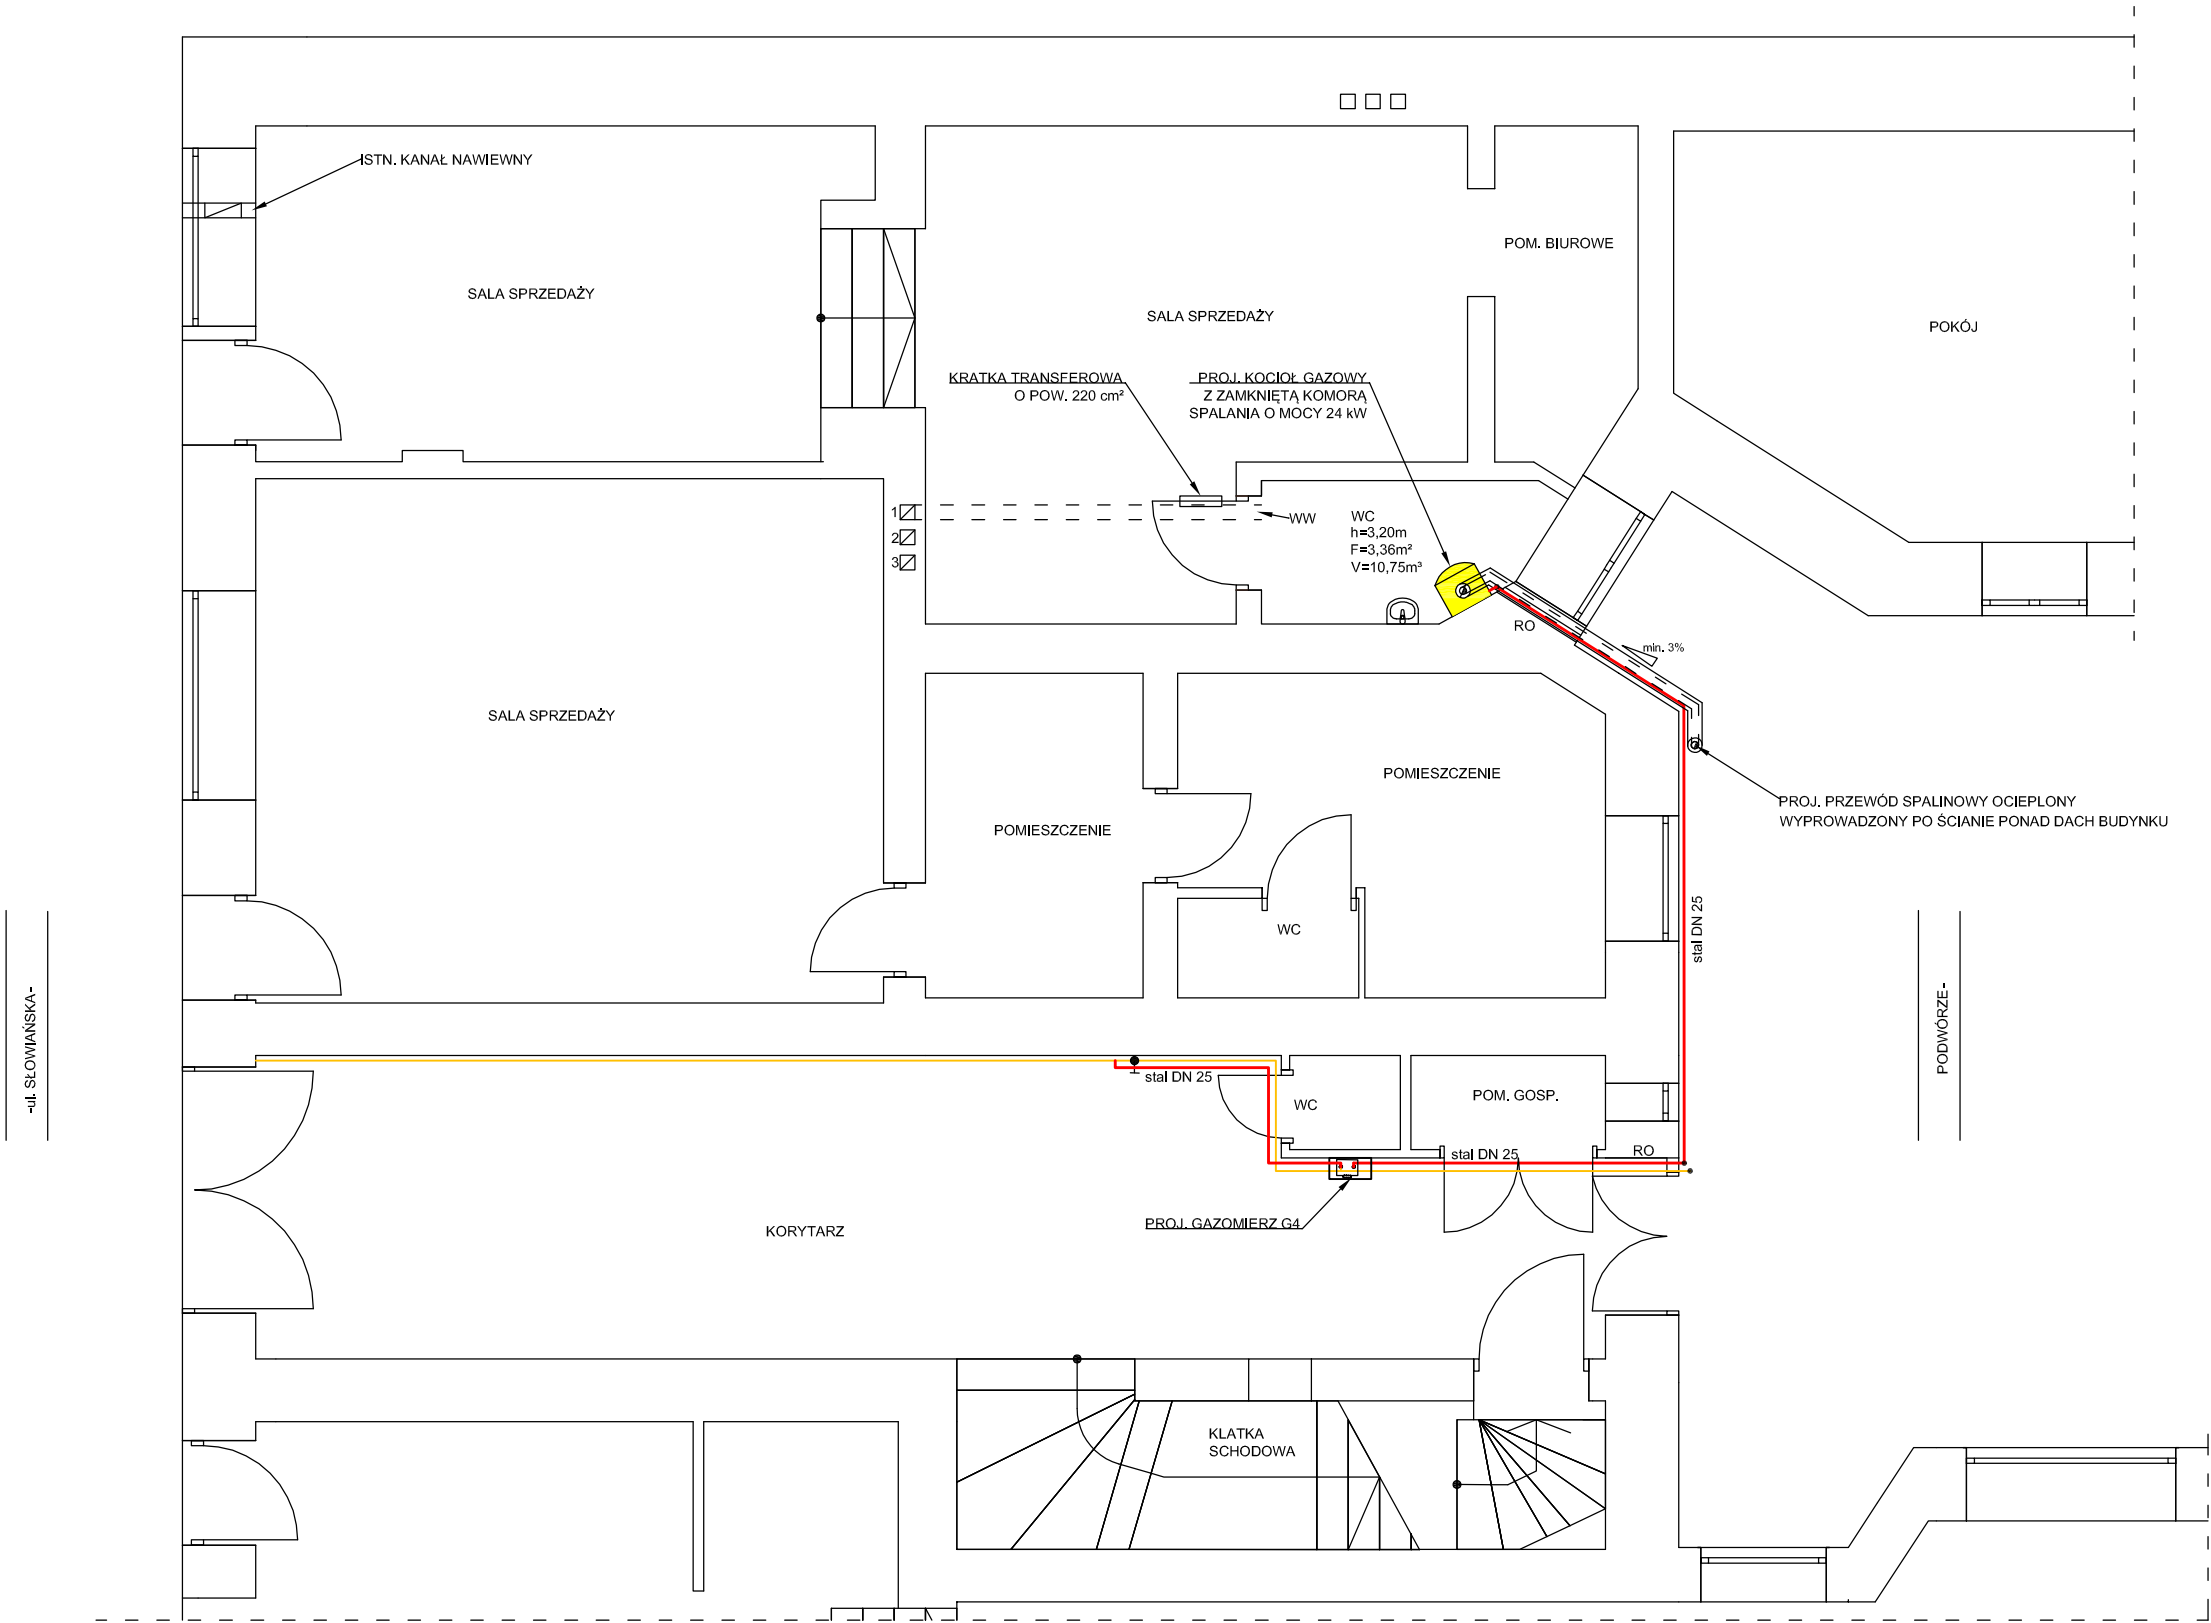 ISTN. KANAŁ NAWIEWNY
POM. BIUROWE
SALA SPRZEDAŻY
SALA SPRZEDAŻY
POKÓJ
KRATKA TRANSFEROWA
O POW. 220 cm²
PROJ. KOCIOŁ GAZOWY
Z ZAMKNIĘTĄ KOMORĄ
SPALANIA O MOCY 24 kW
1
2
3
WW
WC
h=3,20m
F=3,36m²
V=10,75m³
RO
min. 3%
SALA SPRZEDAŻY
POMIESZCZENIE
POMIESZCZENIE
PROJ. PRZEWÓD SPALINOWY OCIEPLONY
WYPROWADZONY PO ŚCIANIE PONAD DACH BUDYNKU
WC
stal DN 25
-ul. SŁOWIAŃSKA-
PODWÓRZE-
stal DN 25
WC
POM. GOSP.
stal DN 25
RO
PROJ. GAZOMIERZ G4
KORYTARZ
KLATKA
SCHODOWA